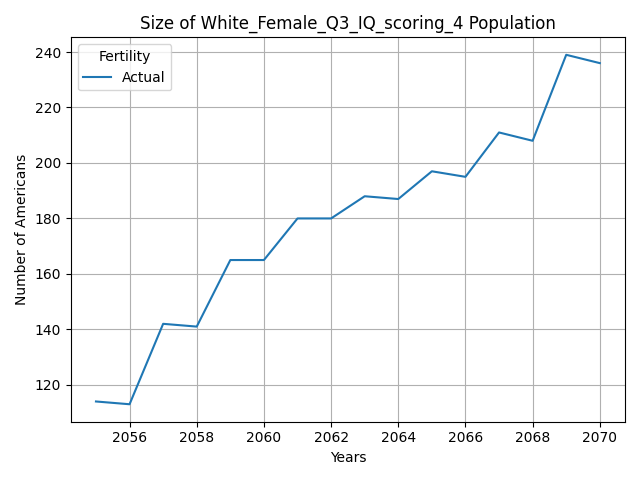 Size of White_Female_Q3_IQ_scoring_4 Population
Fertility
Actual
Number of Americans
240
220
200
180
160
140
120
2056 2058 2060 2062 2064 2066 2068 2070
Years